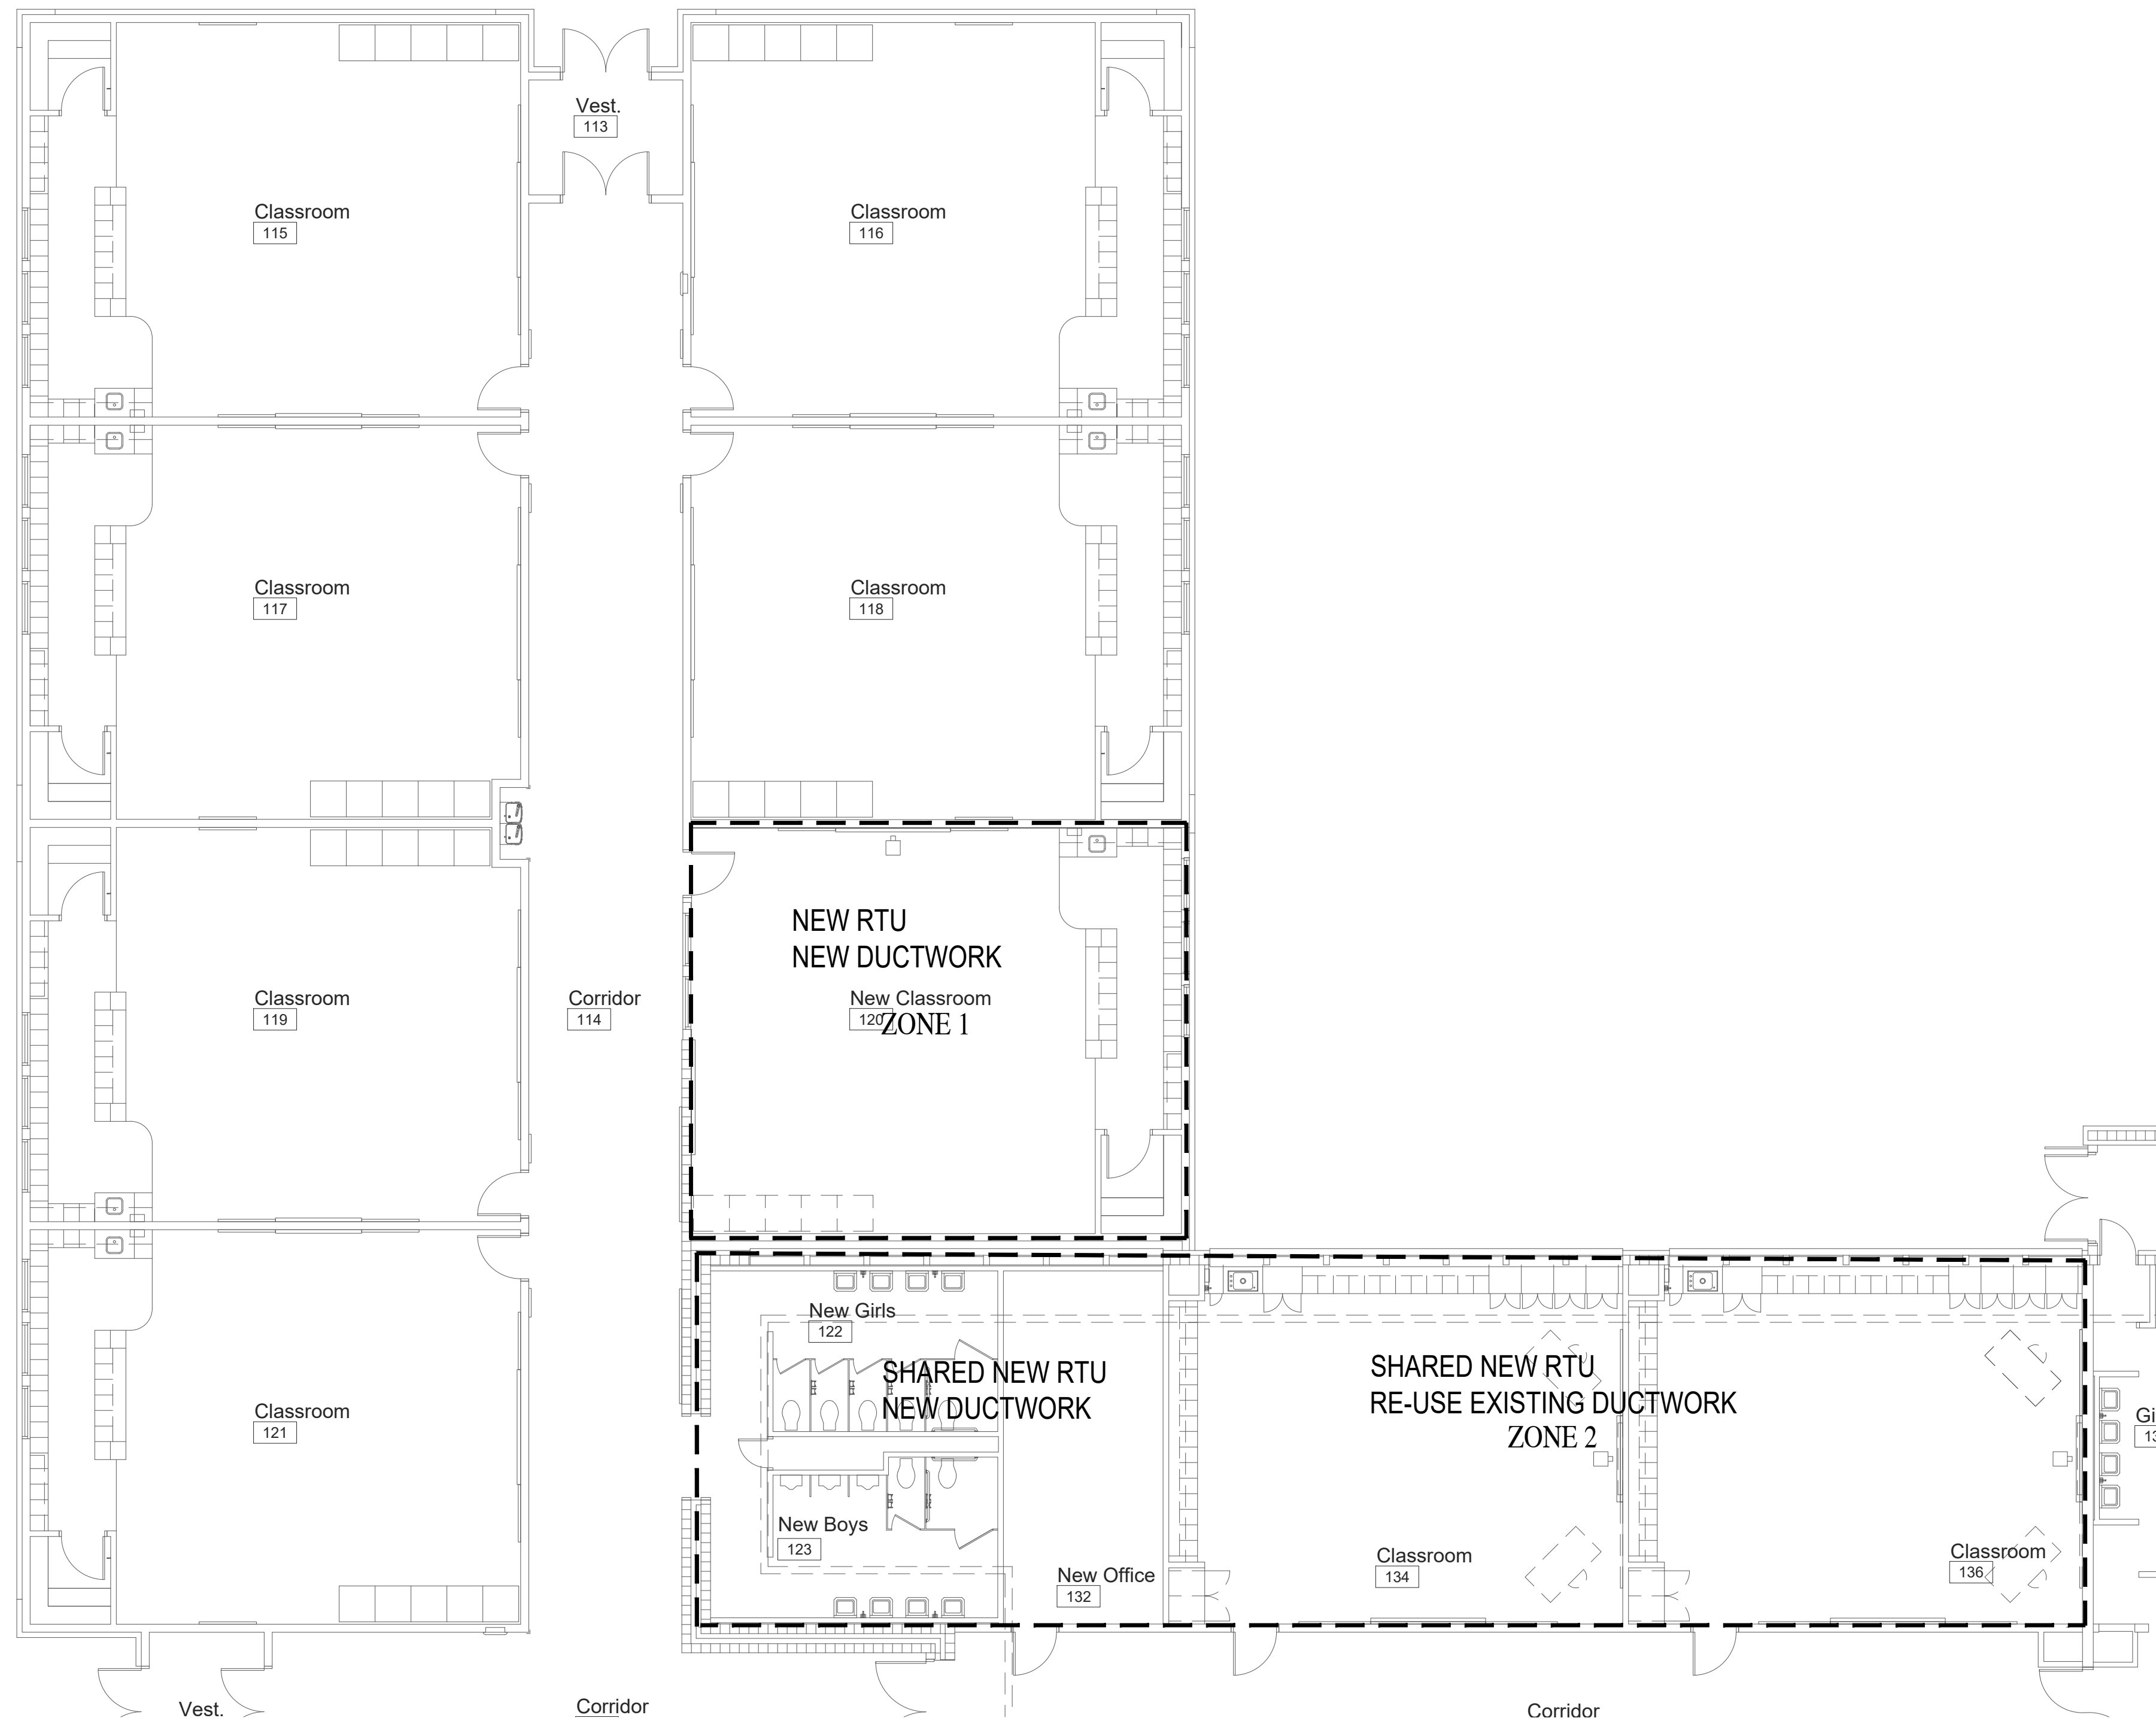 Vest.
113
Classroom
115
Classroom
116
Classroom
117
Classroom
118
NEW RTU
NEW DUCTWORK
Classroom
119
Corridor
114
New Classroom
120
ZONE 1
New Girls
122
SHARED NEW RTU
NEW DUCTWORK
SHARED NEW RTU
RE-USE EXISTING DUCTWORK
ZONE 2
Classroom
121
New Boys
123
New Office
132
Classroom
134
Classroom
136
Vest.
Corridor
Corridor